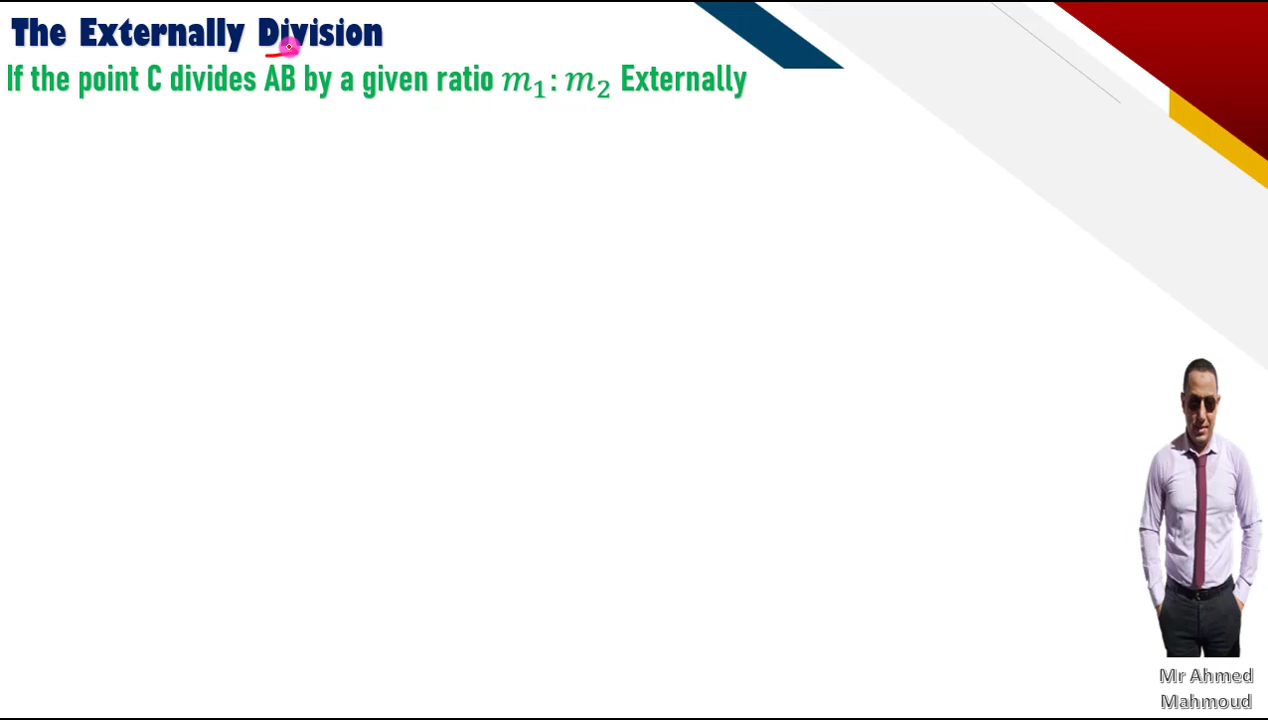 The Externally Division
If the point C divides AB by a given ratio m₁ : m₂ Externally
Mr Ahmed
Mahmoud